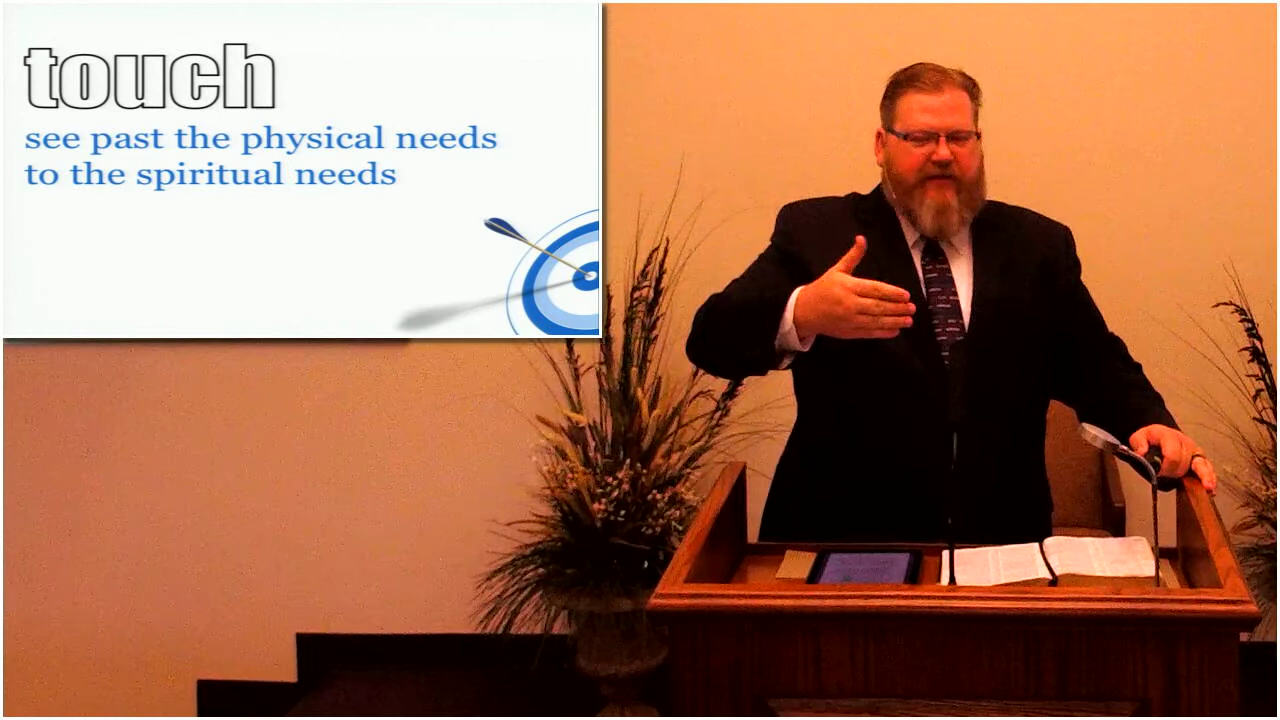 touch
see past the physical needs
to the spiritual needs